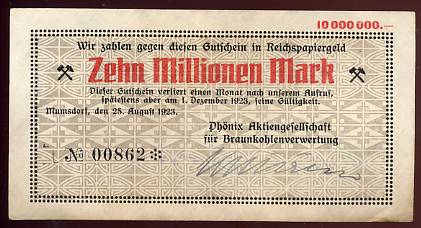 10 000 000.—
Wir zahlen gegen diesen Gutschein in Reichspapiergeld
Zehn Millionen Mark
Dieser Gutschein verliert einen Monat nach unserem Aufruf,
spätestens aber am 1. Dezember 1923, seine Gültigkeit.
Mumsdorf, den 25. August 1923.
Phönix Aktiengesellschaft
für Braunkohlenverwertung
№ 00862